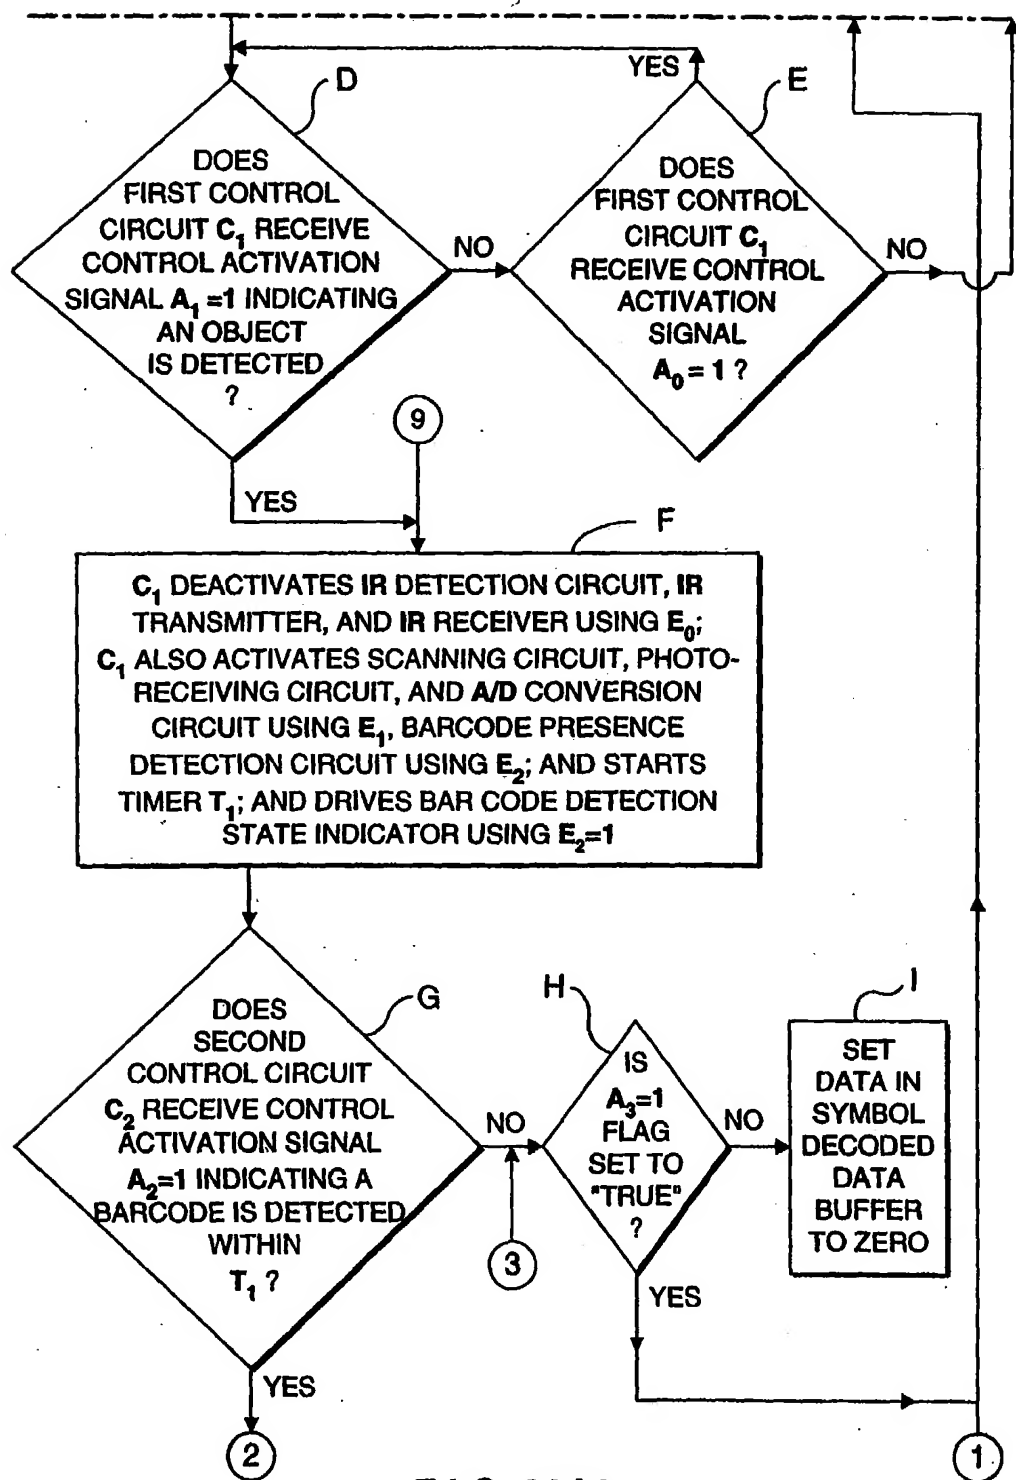 YES
D
E
DOES
FIRST CONTROL
CIRCUIT C₁ RECEIVE
CONTROL ACTIVATION
SIGNAL A₁ =1 INDICATING
AN OBJECT
IS DETECTED
?
NO
DOES
FIRST CONTROL
CIRCUIT C₁
RECEIVE CONTROL
ACTIVATION
SIGNAL
A₀ = 1 ?
NO
9
YES
F
C₁ DEACTIVATES IR DETECTION CIRCUIT, IR
TRANSMITTER, AND IR RECEIVER USING E₀;
C₁ ALSO ACTIVATES SCANNING CIRCUIT, PHOTO-
RECEIVING CIRCUIT, AND A/D CONVERSION
CIRCUIT USING E₁, BARCODE PRESENCE
DETECTION CIRCUIT USING E₂; AND STARTS
TIMER T₁; AND DRIVES BAR CODE DETECTION
STATE INDICATOR USING E₂=1
G
DOES
SECOND
CONTROL CIRCUIT
C₂ RECEIVE CONTROL
ACTIVATION SIGNAL
A₂=1 INDICATING A
BARCODE IS DETECTED
WITHIN
T₁ ?
NO
3
H
IS
A₃=1
FLAG
SET TO
"TRUE"
?
NO
I
SET
DATA IN
SYMBOL
DECODED
DATA
BUFFER
TO ZERO
YES
YES
2
1